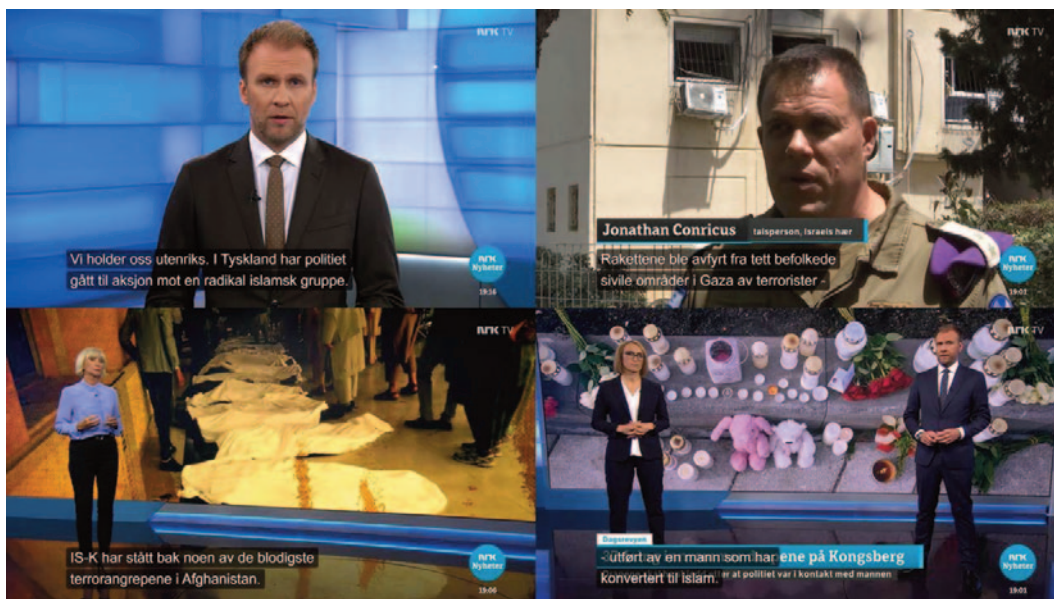 NRK TV
Vi holder oss utenriks. I Tyskland har politiet
gått til aksjon mot en radikal islamsk gruppe.
NRK
Nyheter
19:16
NRK TV
Jonathan Conricus talsperson, Israels hær
Rakettene ble avfyrt fra tett befolkede
sivile områder i Gaza av terrorister -
NRK
Nyheter
19:02
NRK TV
IS-K har stått bak noen av de blodigste
terrorangrepene i Afghanistan.
NRK
Nyheter
19:00
NRK TV
Dagsrevyen
- utført av en mann som har ene på Kongsberg
konvertert til islam. at politiet var i kontakt med mannen
NRK
Nyheter
19:01